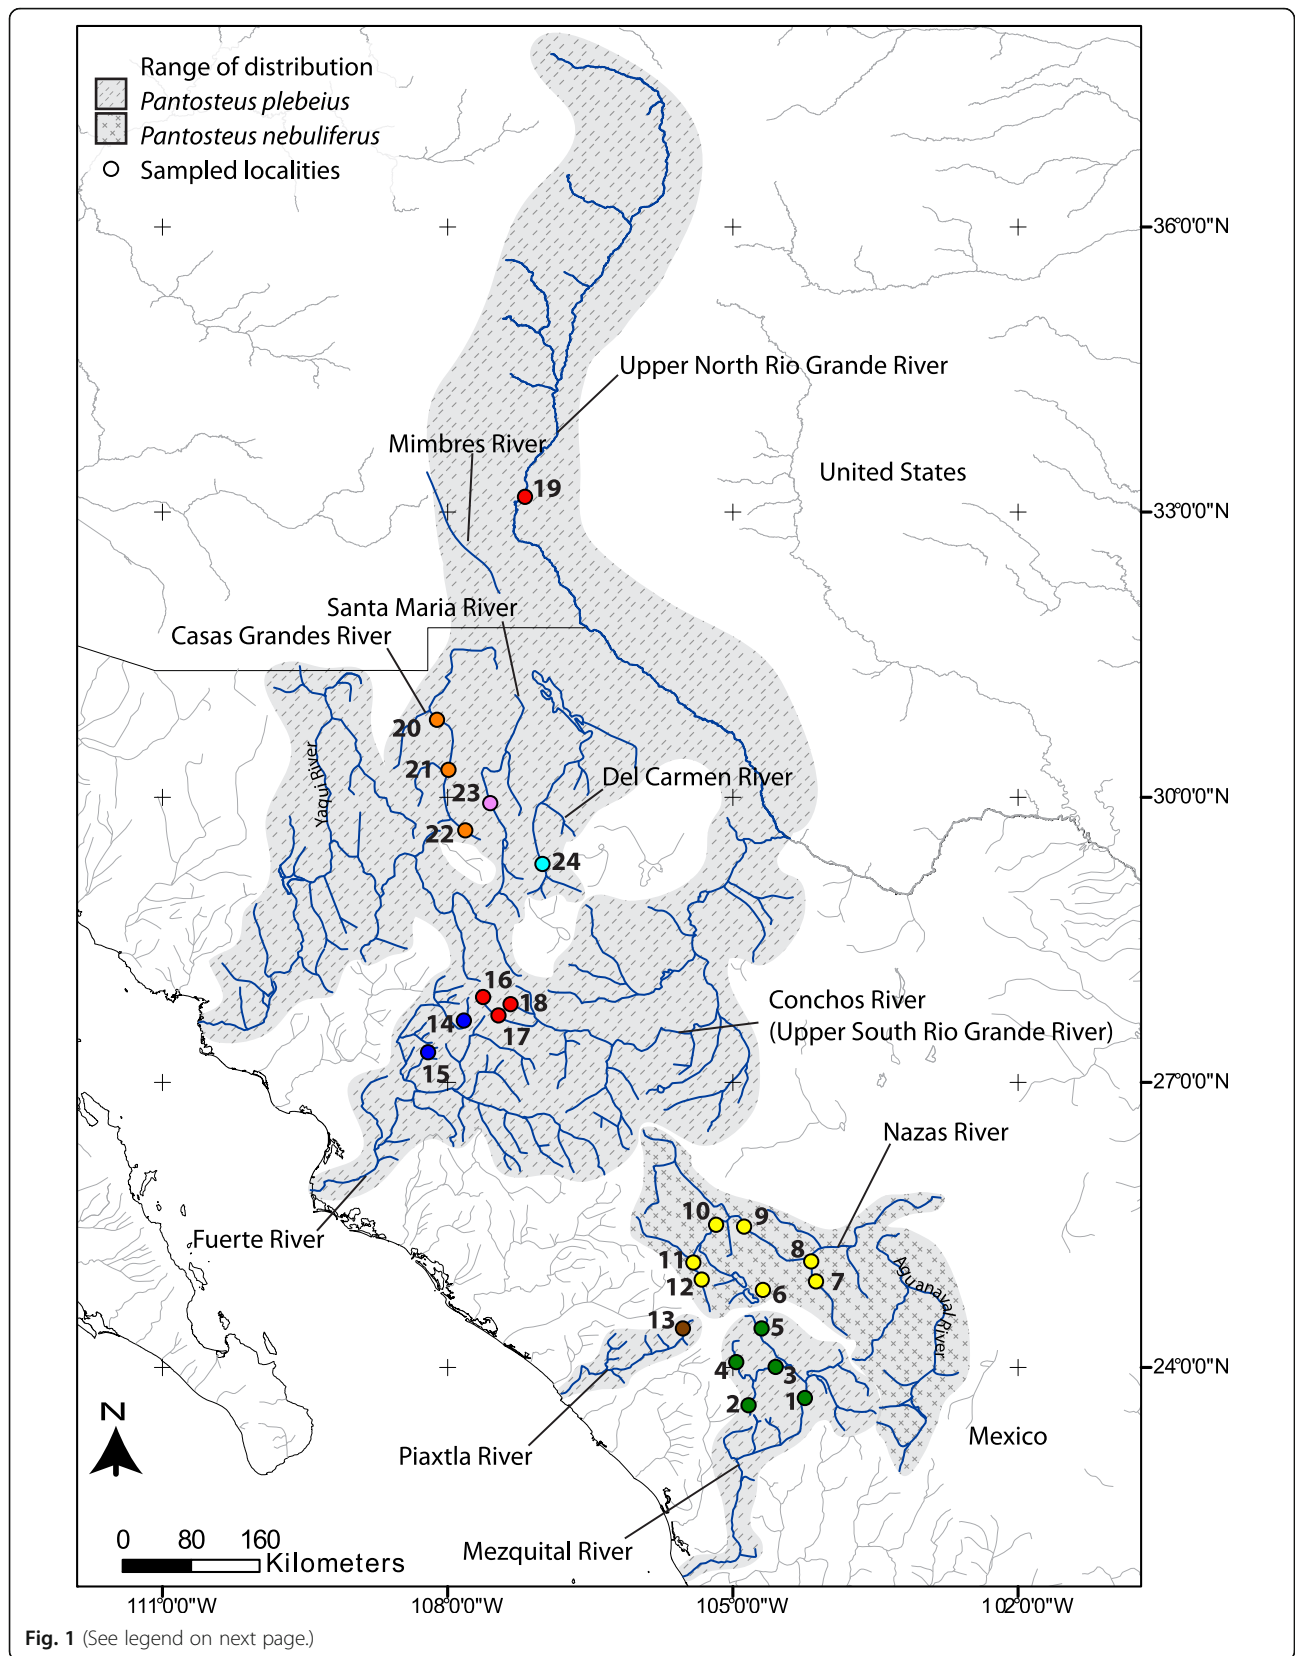 Range of distribution
Pantosteus plebeius
Pantosteus nebuliferus
Sampled localities
36°0'0"N
Upper North Rio Grande River
Mimbres River
United States
19
33°0'0"N
Santa Maria River
Casas Grandes River
20
Yaqui River
21
Del Carmen River
23
30°0'0"N
22
24
16
18
Conchos River
(Upper South Rio Grande River)
14
17
15
27°0'0"N
Nazas River
10
9
Fuerte River
8
11
Aguanaval River
12
7
6
13
5
24°0'0"N
4
3
2
1
N
Mexico
Piaxtla River
0 80 160
Kilometers
Mezquital River
111°0'0"W
108°0'0"W
105°0'0"W
102°0'0"W
Fig. 1 (See legend on next page.)